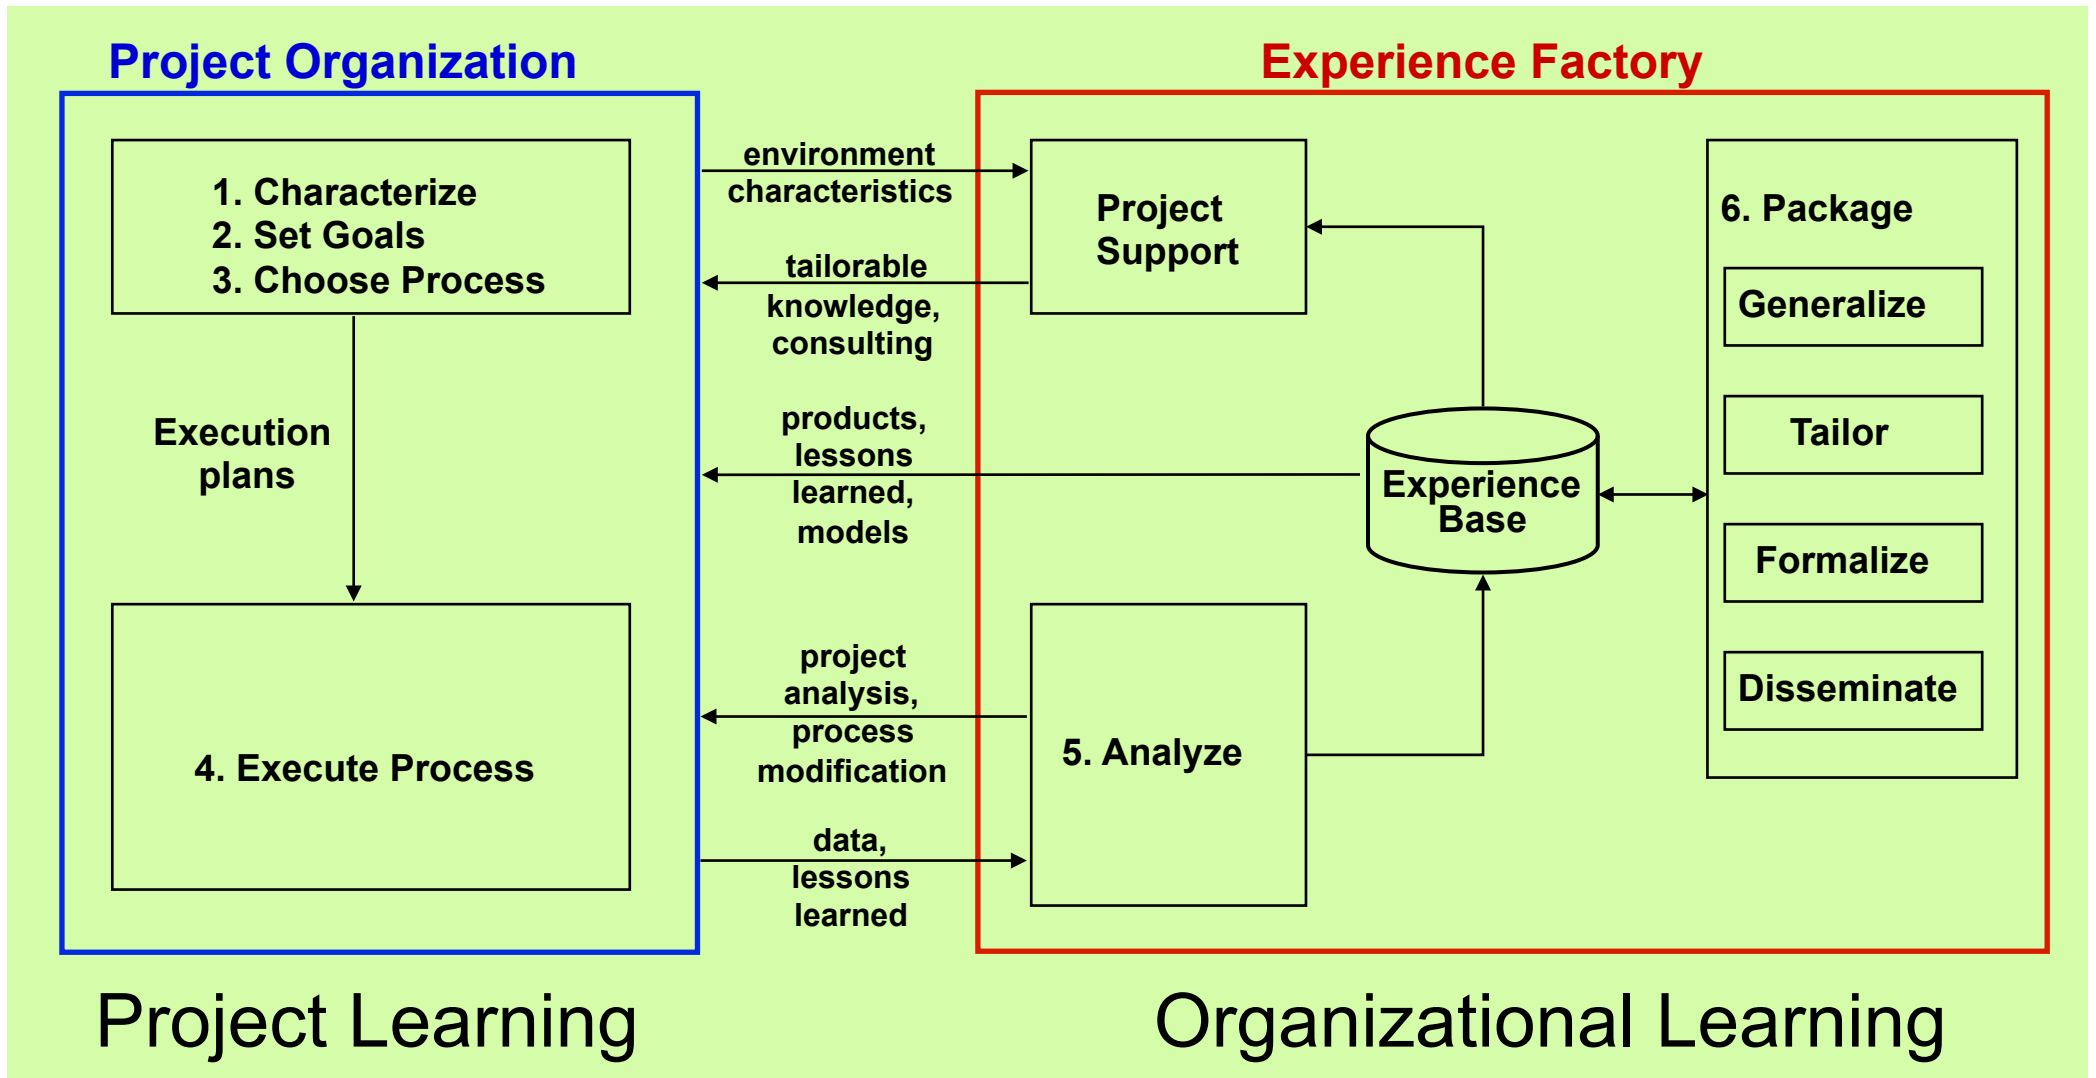 Project Organization
1. Characterize
2. Set Goals
3. Choose Process
Execution
plans
4. Execute Process
environment
characteristics
tailorable
knowledge,
consulting
products,
lessons
learned,
models
project
analysis,
process
modification
data,
lessons
learned
Experience Factory
Project
Support
Experience
Base
5. Analyze
6. Package
Generalize
Tailor
Formalize
Disseminate
Project Learning
Organizational Learning